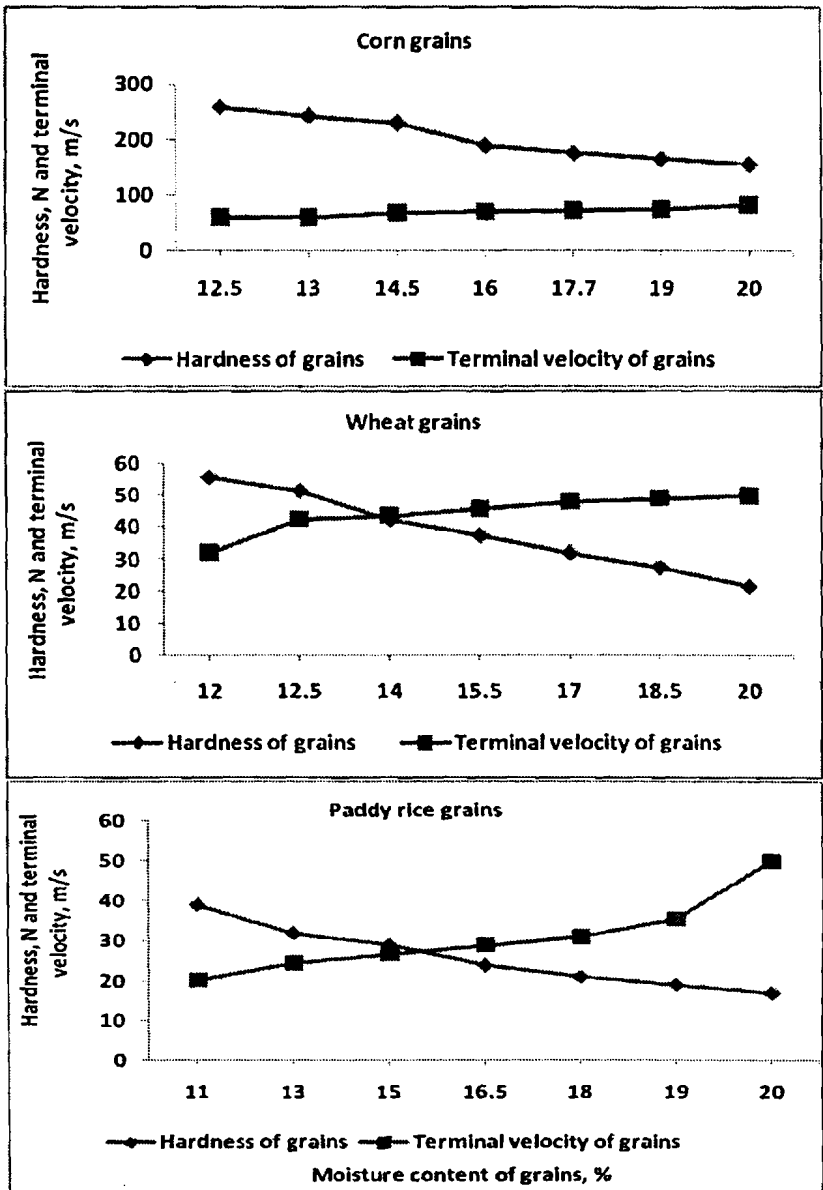 Corn grains
Hardness, N and terminal
velocity, m/s
300
200
100
0
12.5 13 14.5 16 17.7 19 20
Hardness of grains Terminal velocity of grains
Wheat grains
Hardness, N and terminal
velocity, m/s
60
50
40
30
20
10
0
12 12.5 14 15.5 17 18.5 20
Hardness of grains Terminal velocity of grains
Paddy rice grains
Hardness, N and terminal
velocity, m/s
60
50
40
30
20
10
0
11 13 15 16.5 18 19 20
Hardness of grains Terminal velocity of grains
Moisture content of grains, %